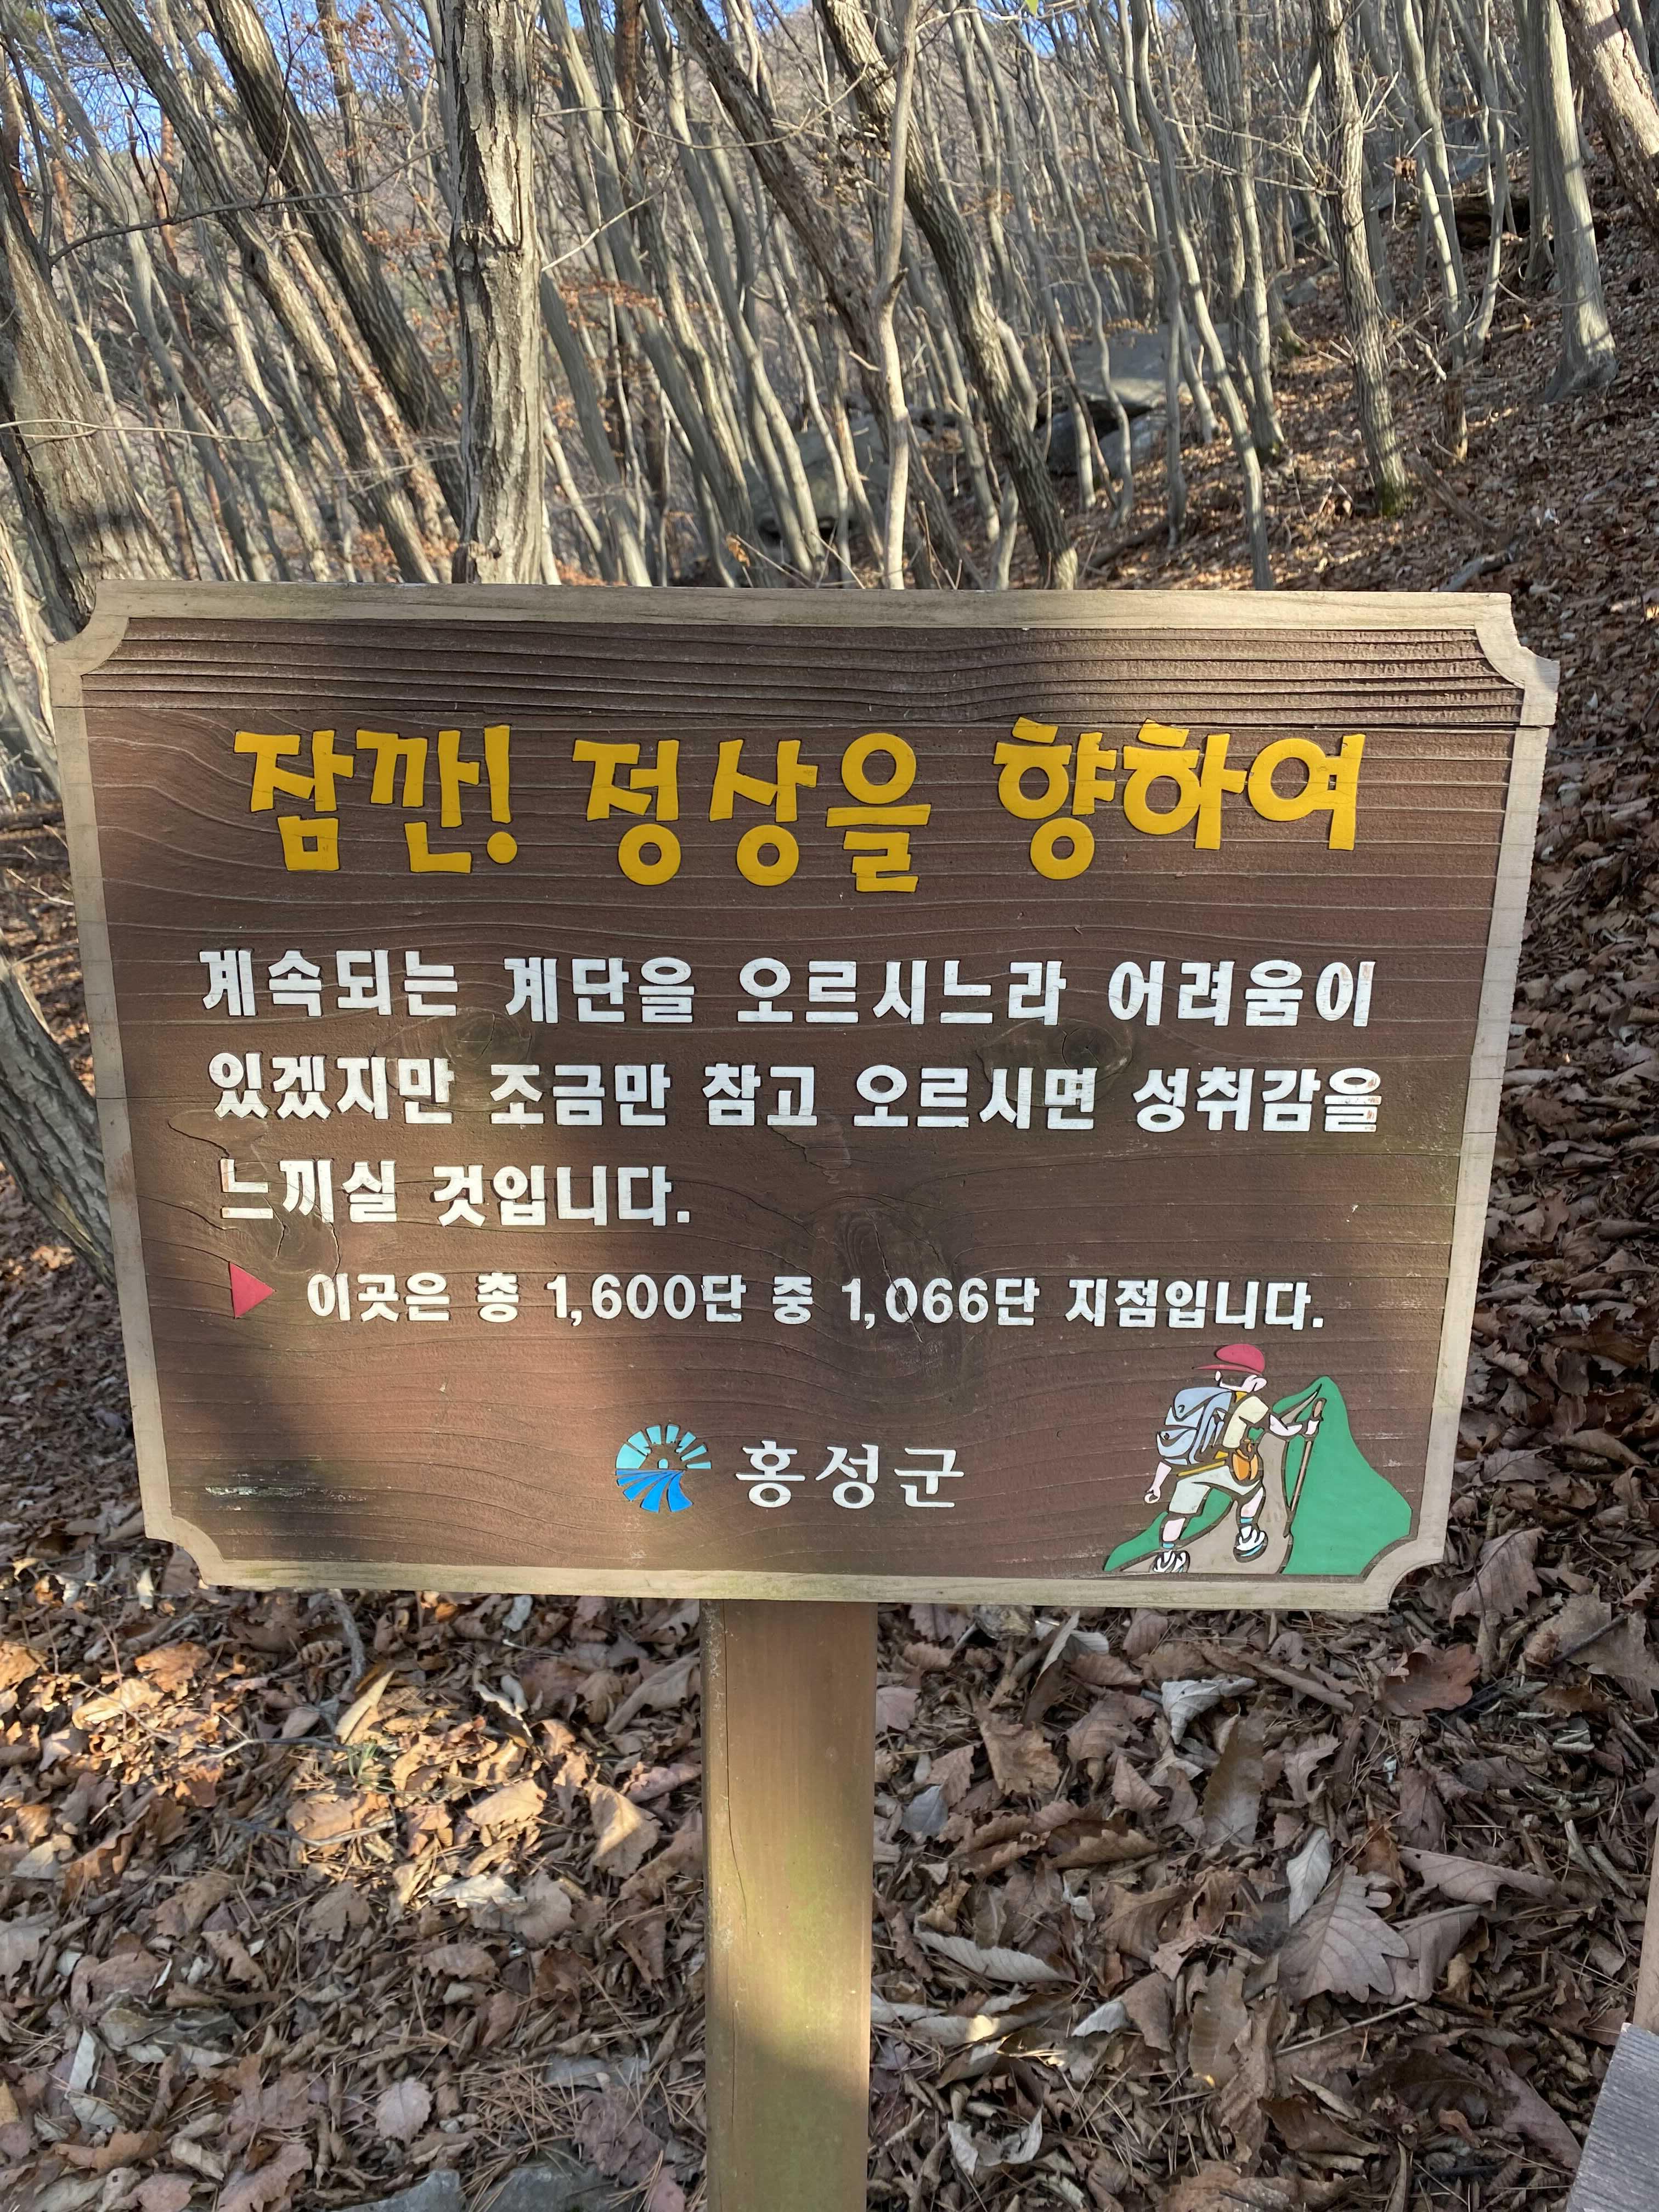 잠깐! 정상을 향하여
계속되는 계단을 오르시느라 어려움이
있겠지만 조금만 참고 오르시면 성취감을
느끼실 것입니다.
이곳은 총 1,600단 중 1,066단 지점입니다.
홍성군